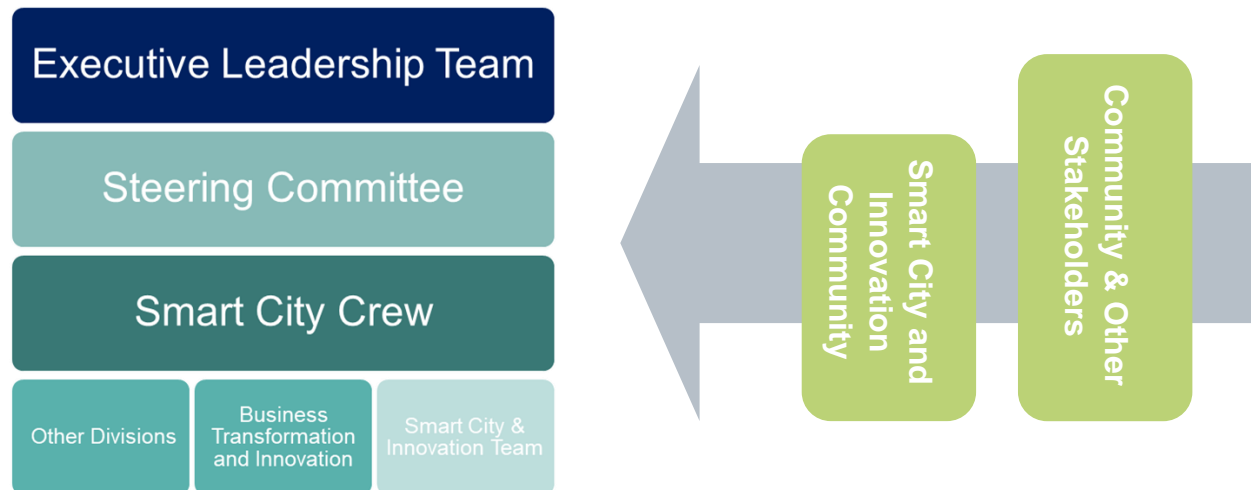 Executive Leadership Team
Steering Committee
Smart City Crew
Other Divisions
Business
Transformation
and Innovation
Smart City &
Innovation Team
Smart City and
Innovation
Community
Community & Other
Stakeholders